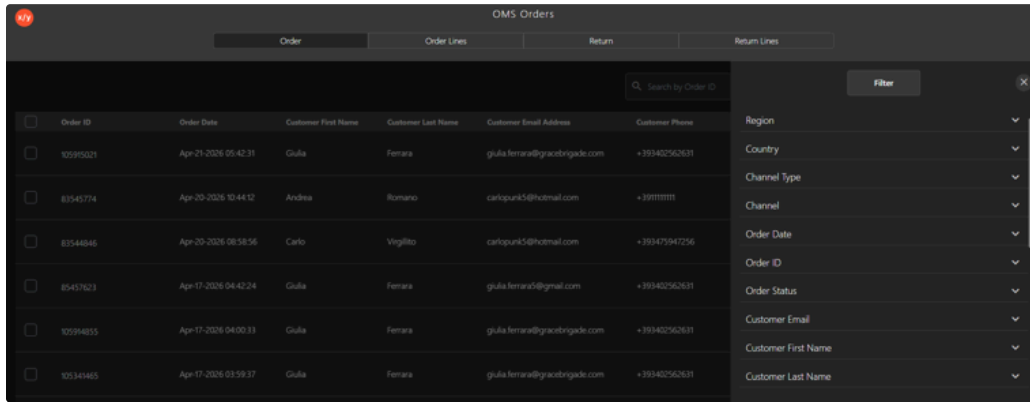 x/y
OMS Orders
Order Order Lines Return Return Lines
Search by Order ID
Filter
Order ID Order Date Customer First Name Customer Last Name Customer Email Address Customer Phone
105915021 Apr-21-2026 05:42:31 Giulia Ferrara giulia.ferrara@gracebrigade.com +393402562631
83545774 Apr-20-2026 10:44:12 Andrea Romano carlopunk5@hotmail.com +3911111111
83544846 Apr-20-2026 08:58:56 Carlo Virgillito carlopunk5@hotmail.com +393475947256
85457623 Apr-17-2026 04:42:24 Giulia Ferrara giulia.ferrara5@gmail.com +393402562631
105914855 Apr-17-2026 04:00:33 Giulia Ferrara giulia.ferrara@gracebrigade.com +393402562631
105341465 Apr-17-2026 03:59:37 Giulia Ferrara giulia.ferrara@gracebrigade.com +393402562631
Region
Country
Channel Type
Channel
Order Date
Order ID
Order Status
Customer Email
Customer First Name
Customer Last Name